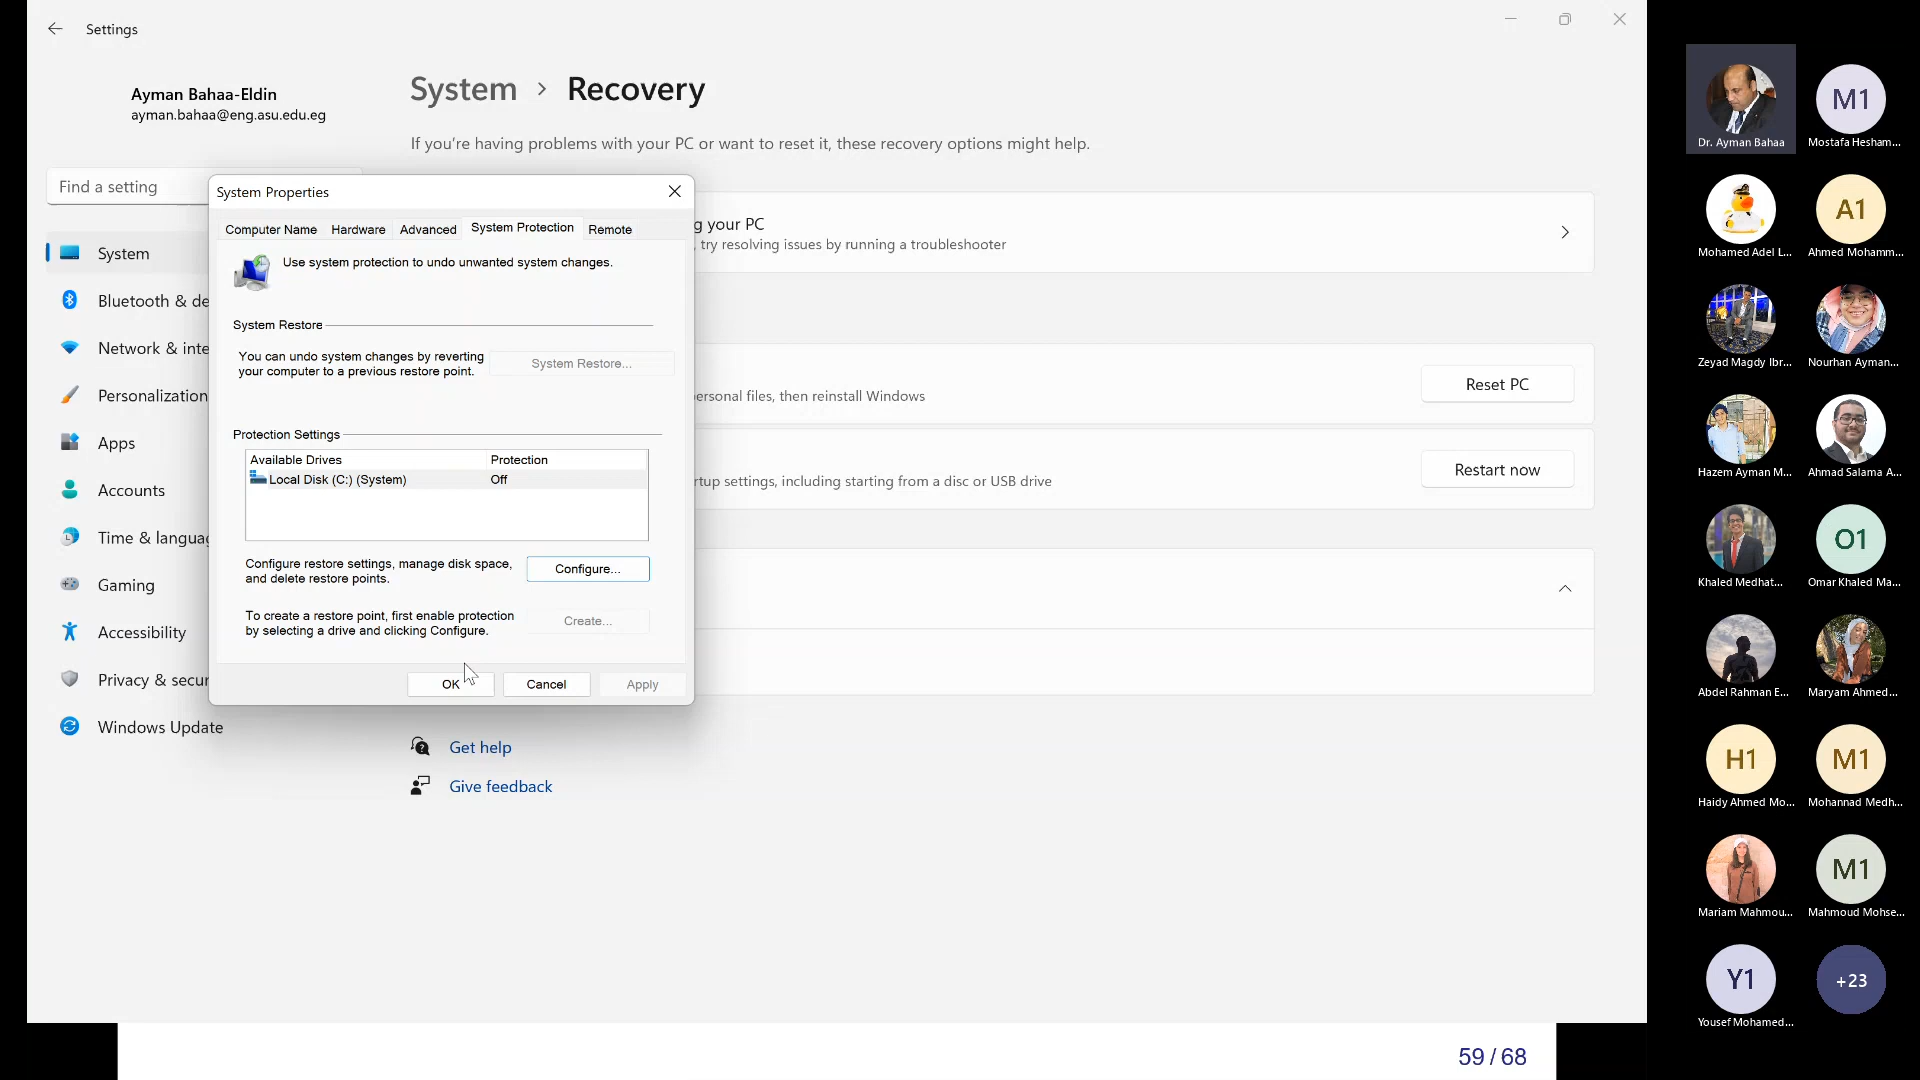 Settings
Ayman Bahaa-Eldin
ayman.bahaa@eng.asu.edu.eg
System > Recovery
If you're having problems with your PC or want to reset it, these recovery options might help.
Find a setting
System
Bluetooth & de
Network & inte
Personalization
Apps
Accounts
Time & languag
Gaming
Accessibility
Privacy & secur
Windows Update
System Properties
Computer Name Hardware Advanced System Protection Remote
Use system protection to undo unwanted system changes.
System Restore
You can undo system changes by reverting
your computer to a previous restore point.
System Restore...
Protection Settings
Available Drives Protection
Local Disk (C:) (System) Off
Configure restore settings, manage disk space,
and delete restore points.
Configure...
To create a restore point, first enable protection
by selecting a drive and clicking Configure.
Create...
OK Cancel Apply
g your PC
, try resolving issues by running a troubleshooter
ersonal files, then reinstall Windows
Reset PC
rtup settings, including starting from a disc or USB drive
Restart now
Get help
Give feedback
59 / 68
Dr. Ayman Bahaa
M1
Mostafa Hesham...
Mohamed Adel L...
A1
Ahmed Mohamm...
Zeyad Magdy Ibr...
Nourhan Ayman...
Hazem Ayman M...
Ahmad Salama A...
Khaled Medhat...
O1
Omar Khaled Ma...
Abdel Rahman E...
Maryam Ahmed...
H1
Haidy Ahmed Mo...
M1
Mohannad Medh...
Mariam Mahmou...
M1
Mahmoud Mohse...
Y1
Yousef Mohamed...
+23